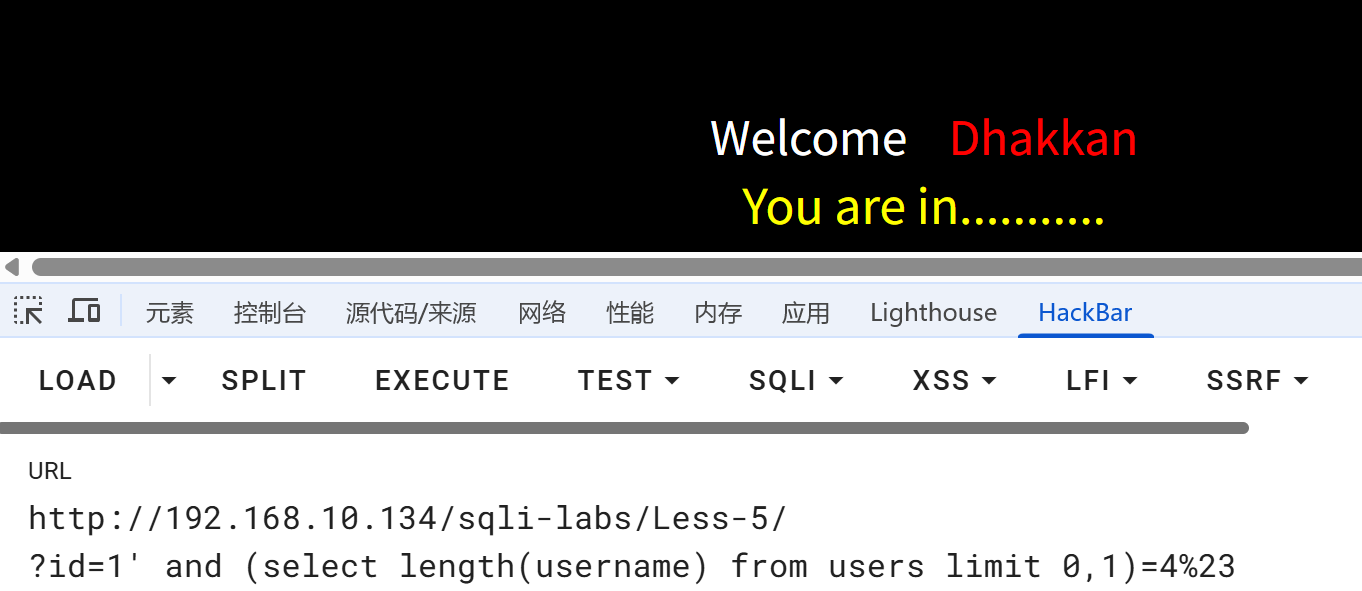 Welcome Dhakkan
You are in...........
元素 控制台 源代码/来源 网络 性能 内存 应用 Lighthouse HackBar
LOAD SPLIT EXECUTE TEST SQLI XSS LFI SSRF
URL
http://192.168.10.134/sqli-labs/Less-5/
?id=1' and (select length(username) from users limit 0,1)=4%23